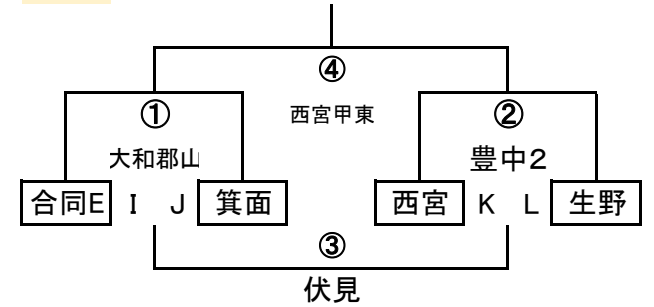 ④
① 西宮甲東 ②
大和郡山 豊中2
合同E I J 箕面 西宮 K L 生野
③
伏見